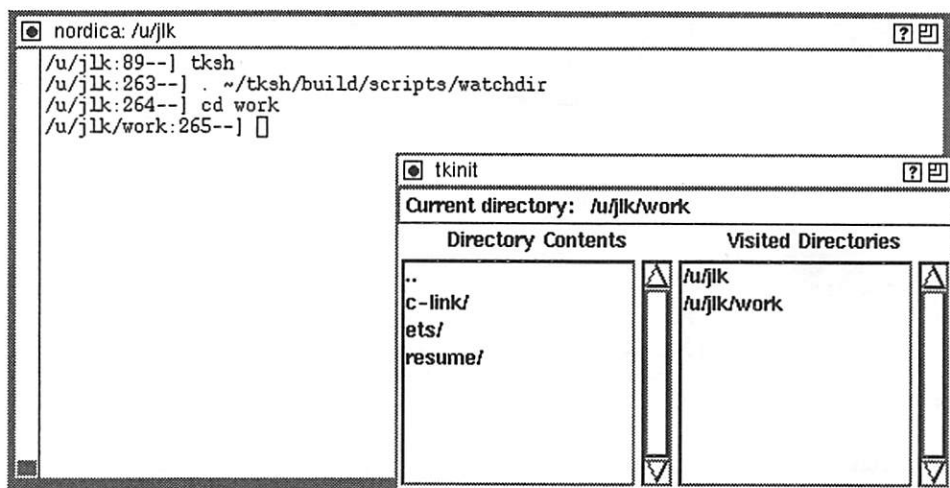 nordica: /u/jlk
/u/jlk:89--] tksh
/u/jlk:263--] . ~/tksh/build/scripts/watchdir
/u/jlk:264--] cd work
/u/jlk/work:265--]
tkinit
Current directory: /u/jlk/work
Directory Contents
..
c-link/
ets/
resume/
Visited Directories
/u/jlk
/u/jlk/work